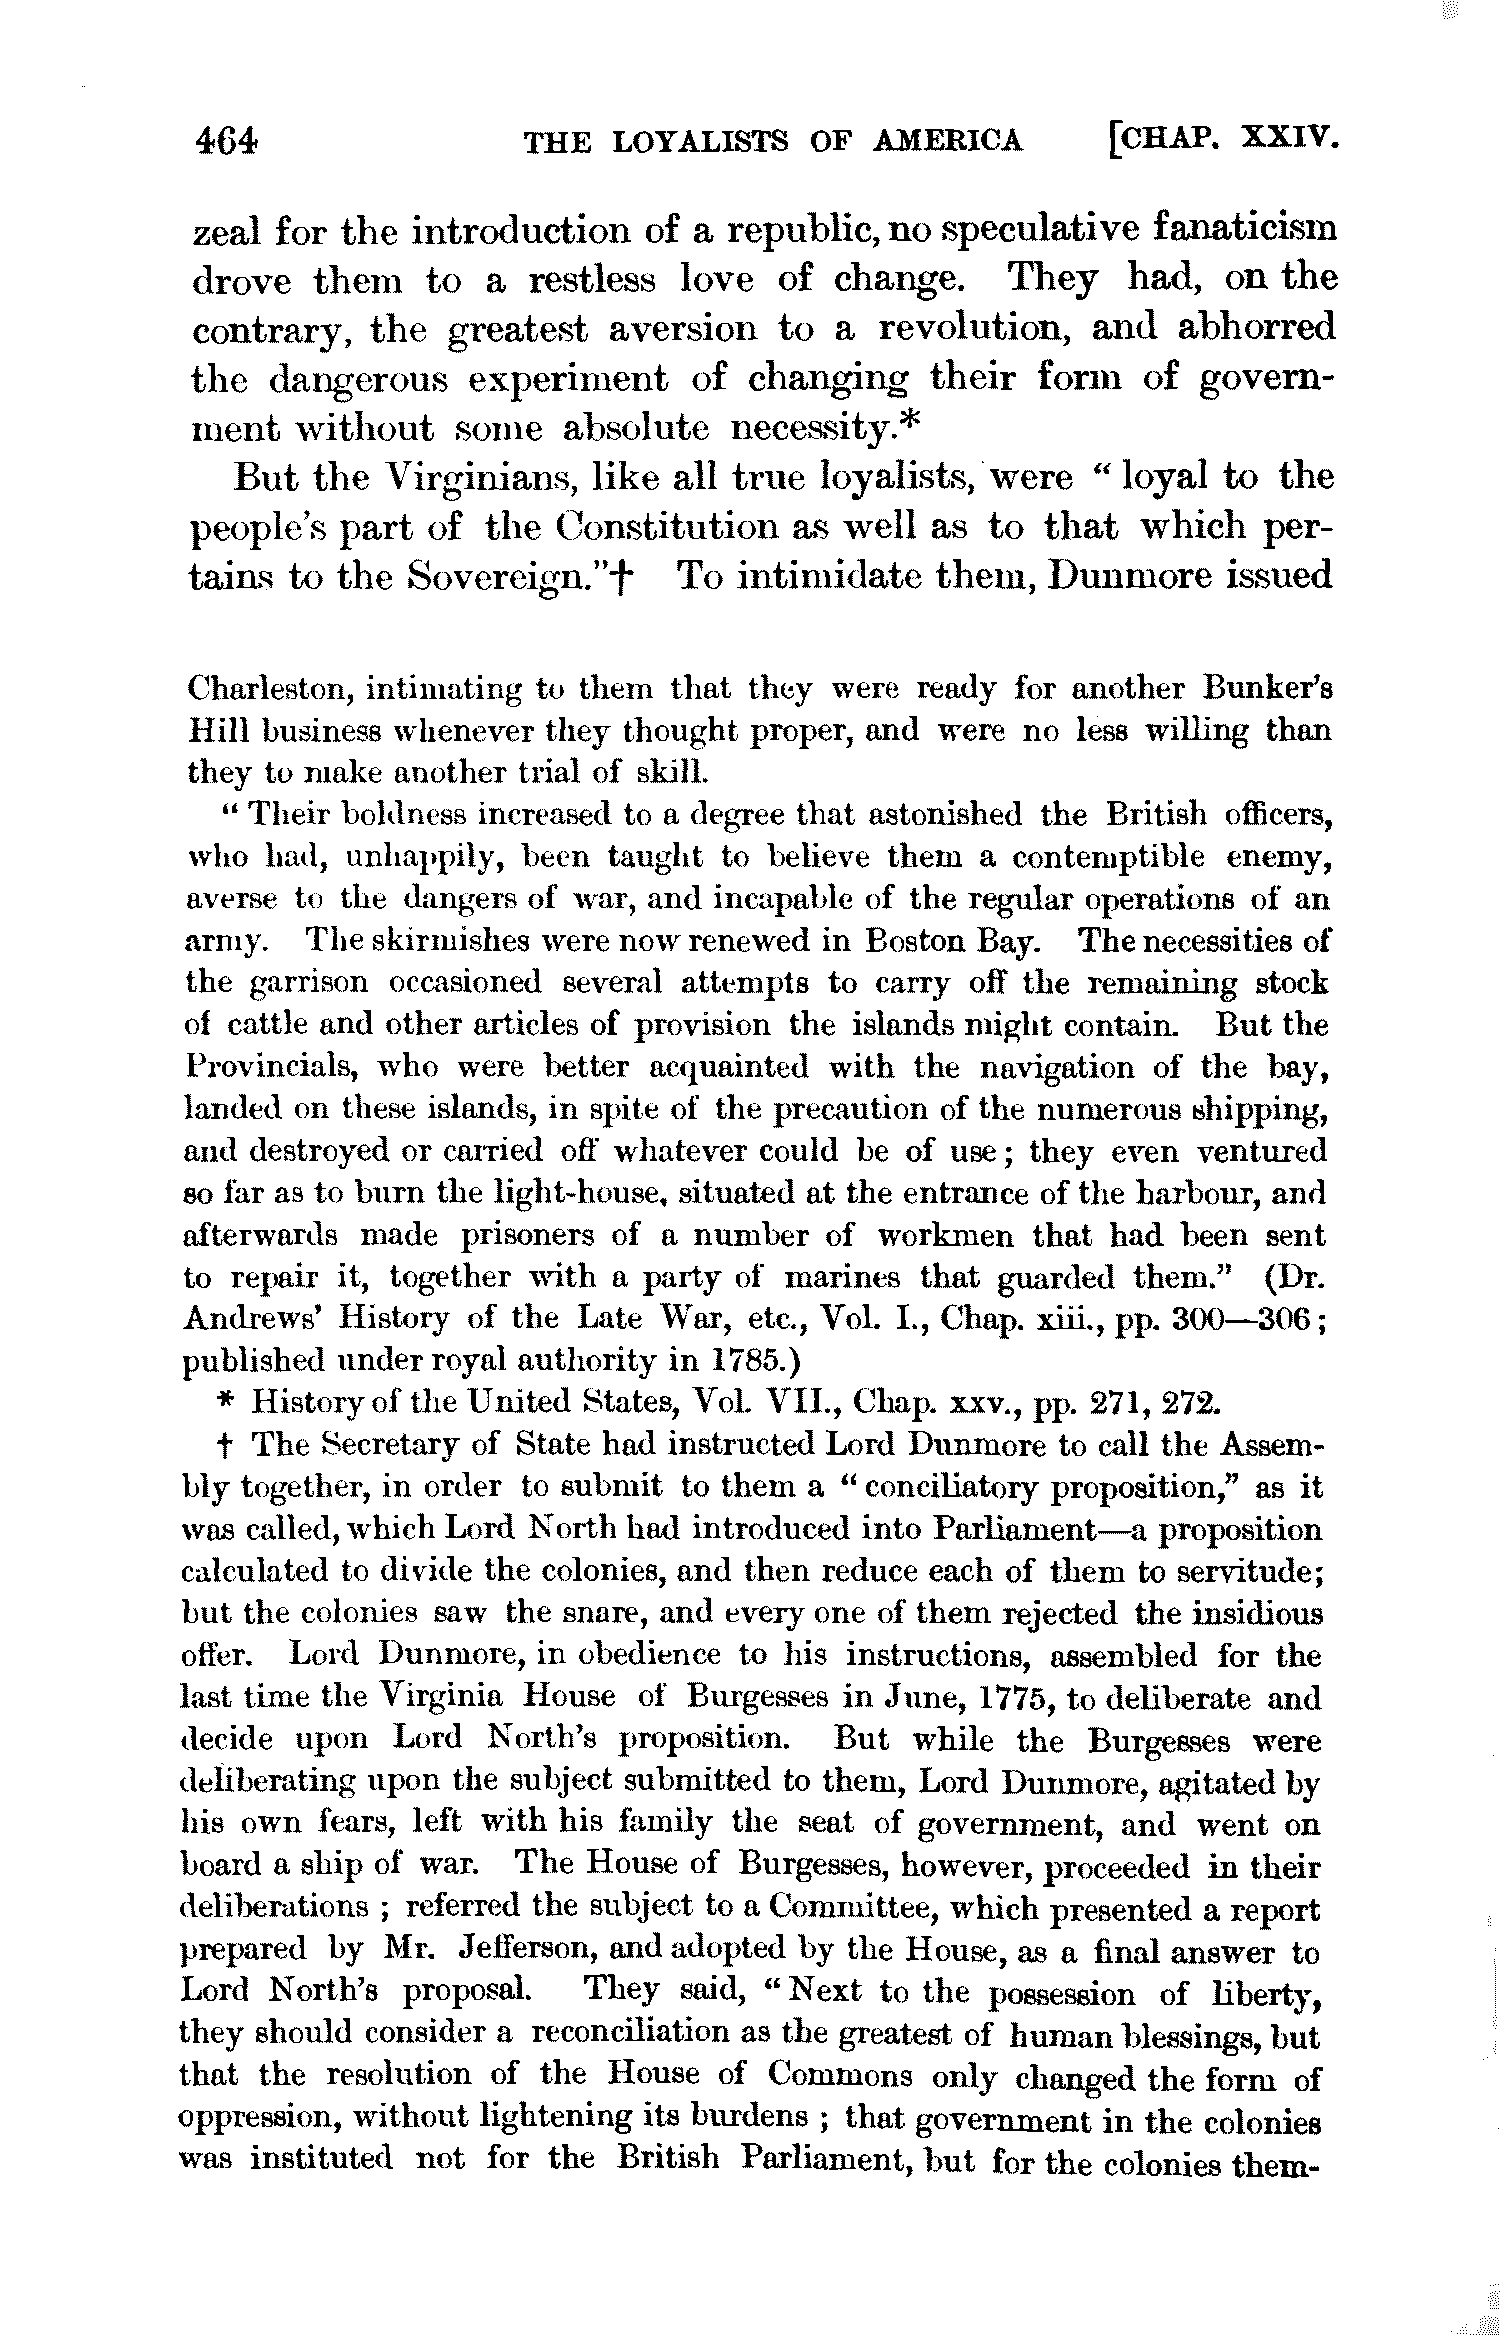 464 THE LOYALISTS OF AMERICA [CHAP. XXIV.
zeal for the introduction of a republic, no speculative fanaticism
drove them to a restless love of change. They had, on the
contrary, the greatest aversion to a revolution, and abhorred
the dangerous experiment of changing their form of govern-
ment without some absolute necessity.*
But the Virginians, like all true loyalists, were “ loyal to the
people's part of the Constitution as well as to that which per-
tains to the Sovereign.”† To intimidate them, Dunmore issued
Charleston, intimating to them that they were ready for another Bunker's
Hill business whenever they thought proper, and were no less willing than
they to make another trial of skill.
“ Their boldness increased to a degree that astonished the British officers,
who had, unhappily, been taught to believe them a contemptible enemy,
averse to the dangers of war, and incapable of the regular operations of an
army. The skirmishes were now renewed in Boston Bay. The necessities of
the garrison occasioned several attempts to carry off the remaining stock
of cattle and other articles of provision the islands might contain. But the
Provincials, who were better acquainted with the navigation of the bay,
landed on these islands, in spite of the precaution of the numerous shipping,
and destroyed or carried off whatever could be of use ; they even ventured
so far as to burn the light-house, situated at the entrance of the harbour, and
afterwards made prisoners of a number of workmen that had been sent
to repair it, together with a party of marines that guarded them.” (Dr.
Andrews' History of the Late War, etc., Vol. I., Chap. xiii., pp. 300—306 ;
published under royal authority in 1785.)
* History of the United States, Vol. VII., Chap. xxv., pp. 271, 272.
† The Secretary of State had instructed Lord Dunmore to call the Assem-
bly together, in order to submit to them a “ conciliatory proposition,” as it
was called, which Lord North had introduced into Parliament—a proposition
calculated to divide the colonies, and then reduce each of them to servitude;
but the colonies saw the snare, and every one of them rejected the insidious
offer. Lord Dunmore, in obedience to his instructions, assembled for the
last time the Virginia House of Burgesses in June, 1775, to deliberate and
decide upon Lord North's proposition. But while the Burgesses were
deliberating upon the subject submitted to them, Lord Dunmore, agitated by
his own fears, left with his family the seat of government, and went on
board a ship of war. The House of Burgesses, however, proceeded in their
deliberations ; referred the subject to a Committee, which presented a report
prepared by Mr. Jefferson, and adopted by the House, as a final answer to
Lord North's proposal. They said, “ Next to the possession of liberty,
they should consider a reconciliation as the greatest of human blessings, but
that the resolution of the House of Commons only changed the form of
oppression, without lightening its burdens ; that government in the colonies
was instituted not for the British Parliament, but for the colonies them-